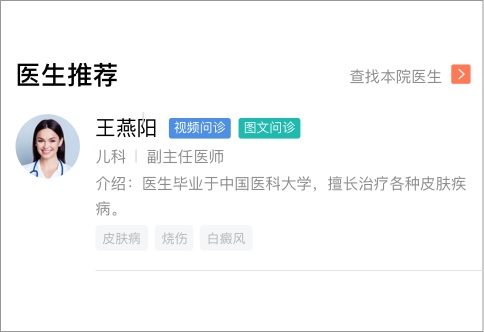 医生推荐
查找本院医生
王燕阳 视频问诊 图文问诊
儿科 | 副主任医师
介绍：医生毕业于中国医科大学，擅长治疗各种皮肤疾
病。
皮肤病 烧伤 白癜风